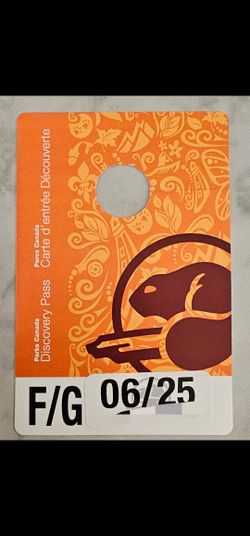 Parks Canada Parcs Canada
Discovery Pass Carte d'entrée Découverte
F/G
06/25